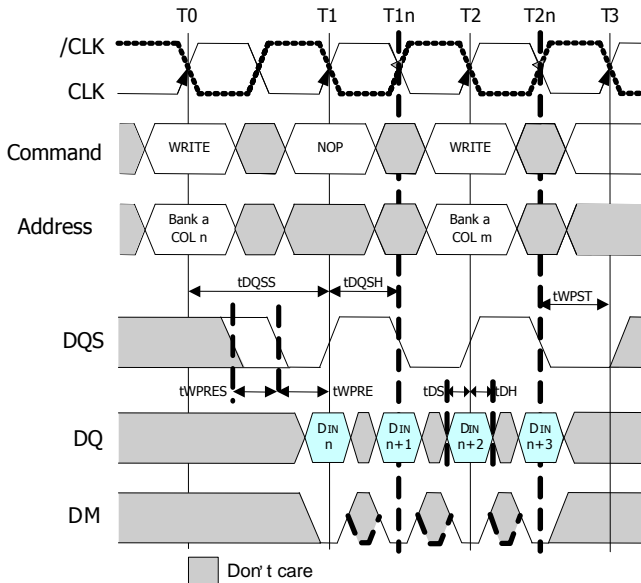 T0 T1 T1n T2 T2n T3
/CLK
CLK
Command WRITE NOP WRITE
Address Bank a COL n Bank a COL m
tDQSS tDQSH tWPST
DQS
tWPRES tWPRE tDS tDH
DQ DIN n DIN n+1 DIN n+2 DIN n+3
DM
Don't care